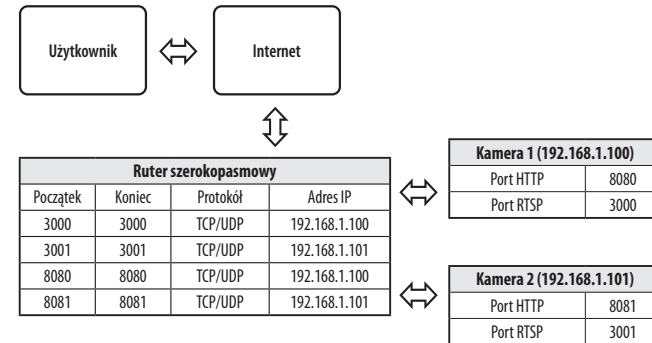 Użytkownik
Internet
Ruter szerokopasmowy
Początek Koniec Protokół Adres IP
3000 3000 TCP/UDP 192.168.1.100
3001 3001 TCP/UDP 192.168.1.101
8080 8080 TCP/UDP 192.168.1.100
8081 8081 TCP/UDP 192.168.1.101
Kamera 1 (192.168.1.100)
Port HTTP 8080
Port RTSP 3000
Kamera 2 (192.168.1.101)
Port HTTP 8081
Port RTSP 3001